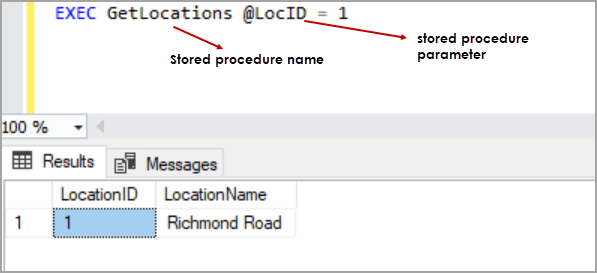 EXEC GetLocations @LocID = 1
stored procedure
parameter
Stored procedure name
100 %
Results Messages
LocationID LocationName
1 1 Richmond Road